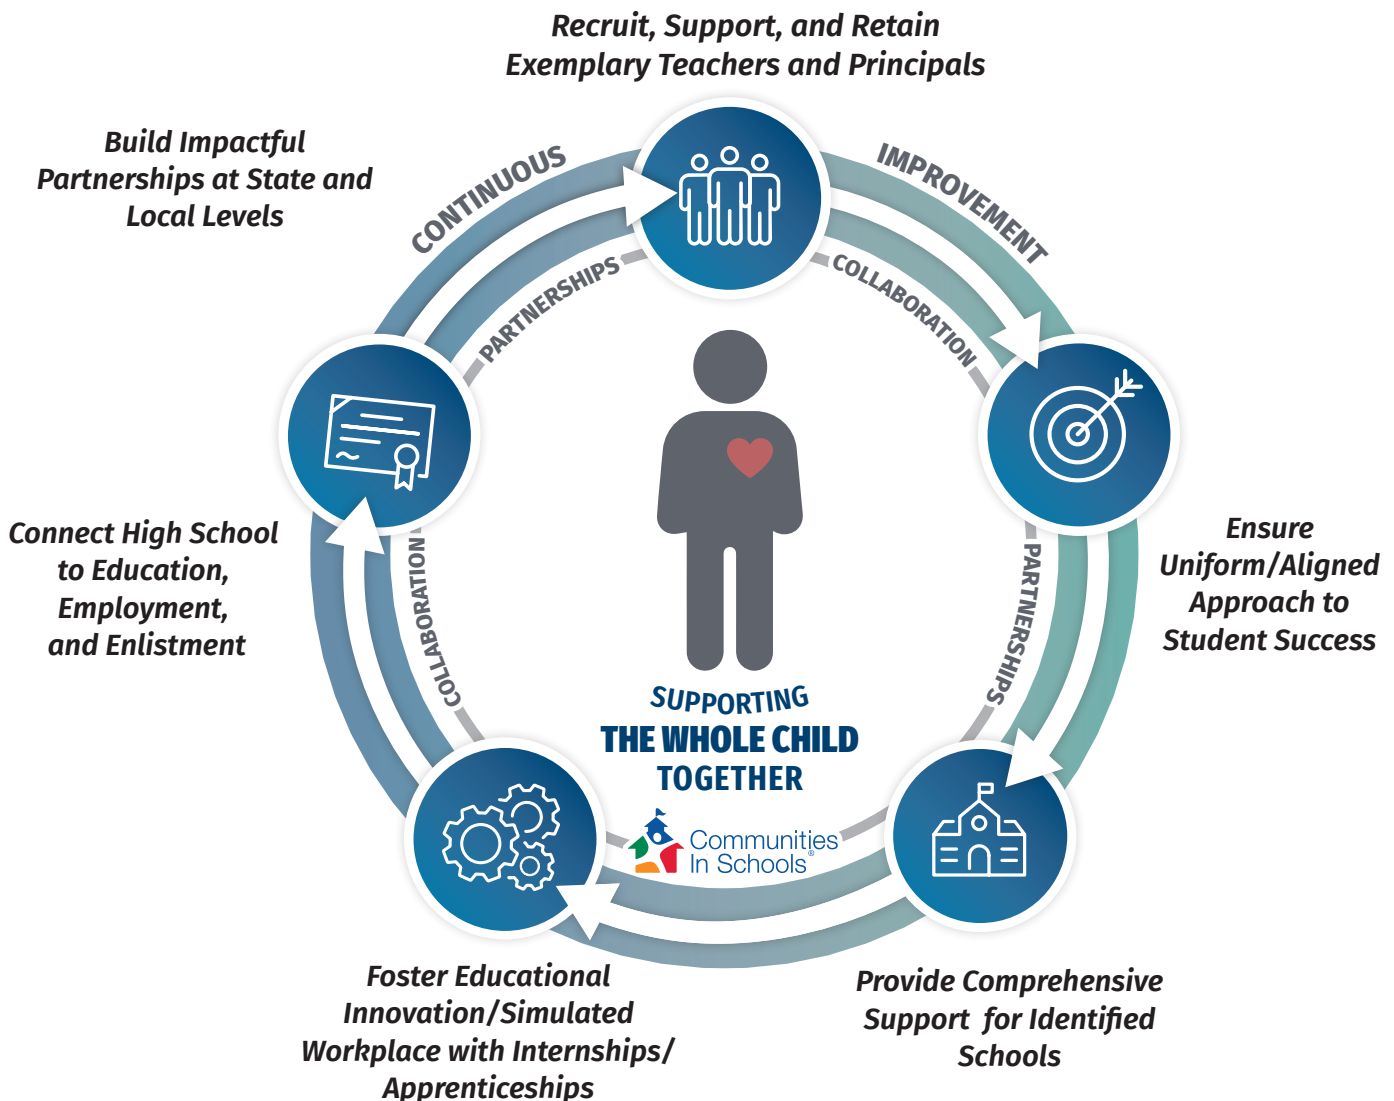 Recruit, Support, and Retain
Exemplary Teachers and Principals
Build Impactful
Partnerships at State and
Local Levels
CONTINUOUS
IMPROVEMENT
PARTNERSHIPS
COLLABORATION
Connect High School
to Education,
Employment,
and Enlistment
Ensure
Uniform/Aligned
Approach to
Student Success
COLLABORATION
PARTNERSHIPS
SUPPORTING
THE WHOLE CHILD
TOGETHER
Communities
In Schools®
Foster Educational
Innovation/Simulated
Workplace with Internships/
Apprenticeships
Provide Comprehensive
Support for Identified
Schools